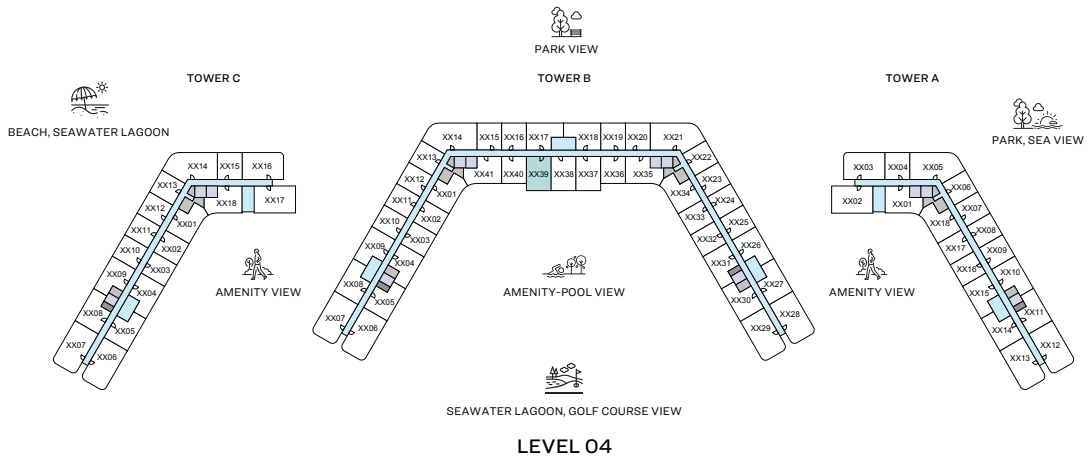 PARK VIEW
TOWER C
TOWER B
TOWER A
BEACH, SEAWATER LAGOON
PARK, SEA VIEW
XX14 XX15 XX16
XX13
XX12
XX11
XX10
XX09
XX08
XX07
XX06
XX05
XX04
XX03
XX02
XX01
XX18
XX17
XX14 XX15 XX16 XX17 XX18 XX19 XX20 XX21
XX13
XX12
XX11
XX10
XX09
XX08
XX07
XX06
XX05
XX04
XX03
XX02
XX01
XX41 XX40 XX39 XX38 XX37 XX36 XX35
XX22
XX23
XX24
XX25
XX26
XX27
XX28
XX29
XX30
XX31
XX32
XX33
XX34
XX03 XX04 XX05
XX02 XX01
XX06
XX07
XX08
XX09
XX10
XX11
XX12
XX13
XX14
XX15
XX16
XX17
XX18
AMENITY VIEW
AMENITY-POOL VIEW
AMENITY VIEW
SEAWATER LAGOON, GOLF COURSE VIEW
LEVEL 04